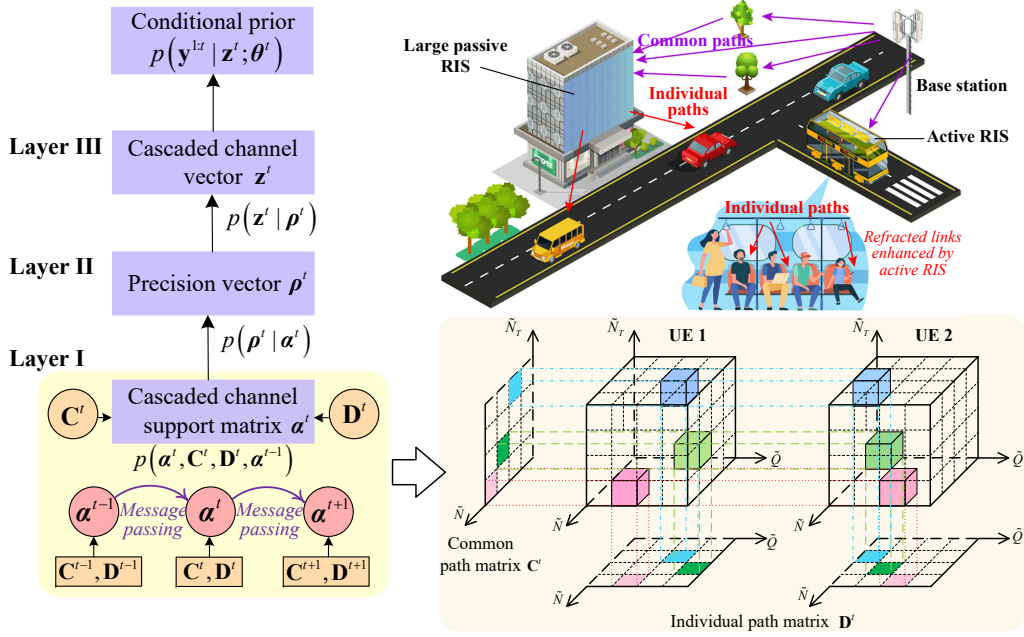 Conditional prior
p(y^{1:t} | z^t; θ^t)
Layer III
Cascaded channel
vector z^t
p(z^t | ρ^t)
Layer II
Precision vector ρ^t
p(ρ^t | α^t)
Layer I
C^t
Cascaded channel
support matrix α^t
D^t
p(α^t, C^t, D^t, α^{t-1})
α^{t-1}
Message
passing
α^t
Message
passing
α^{t+1}
C^{t-1}, D^{t-1}
C^t, D^t
C^{t+1}, D^{t+1}
Large passive
RIS
Common paths
Individual
paths
Base station
Active RIS
Individual paths
Refracted links
enhanced by
active RIS
Ñ_T
Ñ_T
UE 1
Ñ_T
UE 2
Q̃
Q̃
Ñ
Ñ
Ñ
Common
path matrix C^t
Q̃
Q̃
Ñ
Ñ
Individual path matrix D^t